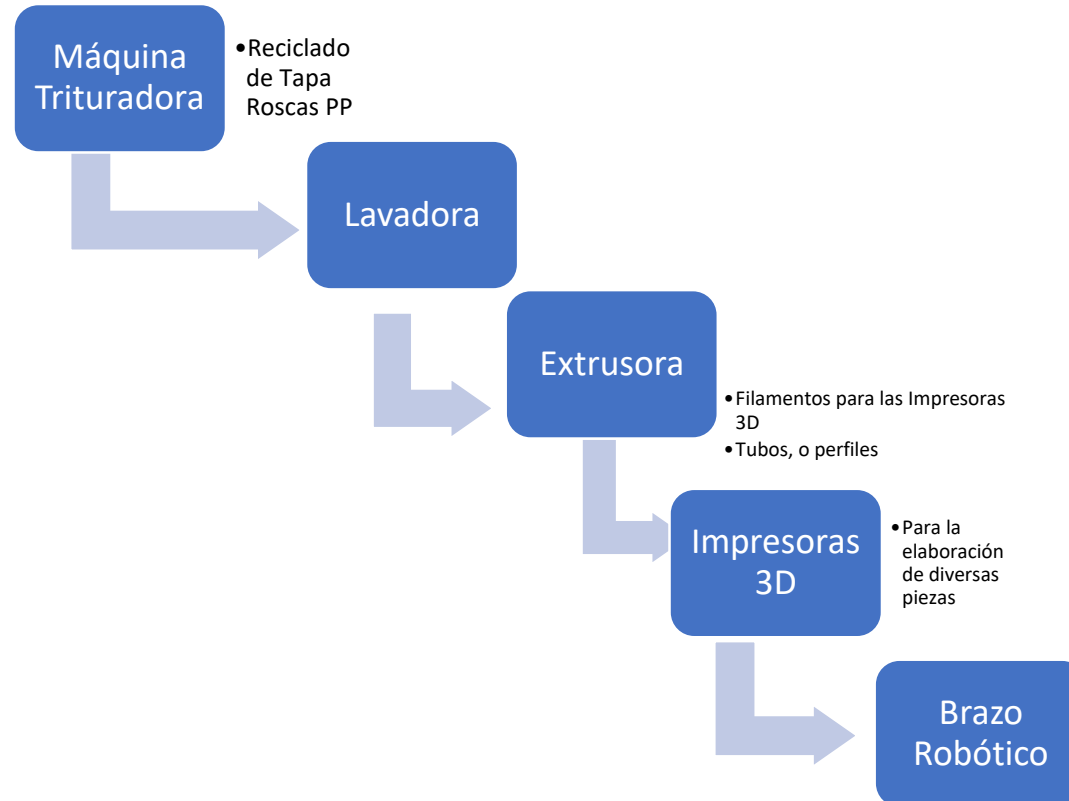 Máquina
Trituradora
•Reciclado
de Tapa
Roscas PP
Lavadora
Extrusora
•Filamentos para las Impresoras
3D
•Tubos, o perfiles
Impresoras
3D
•Para la
elaboración
de diversas
piezas
Brazo
Robótico